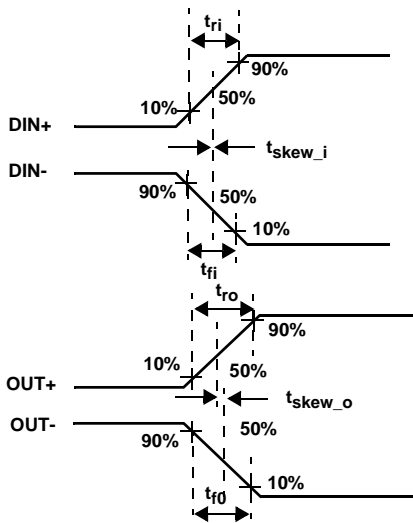 tri
90%
10%
50%
DIN+
tskew_i
DIN-
90%
50%
10%
tfi
tro
90%
10%
50%
OUT+
tskew_o
OUT-
90%
50%
10%
tf0